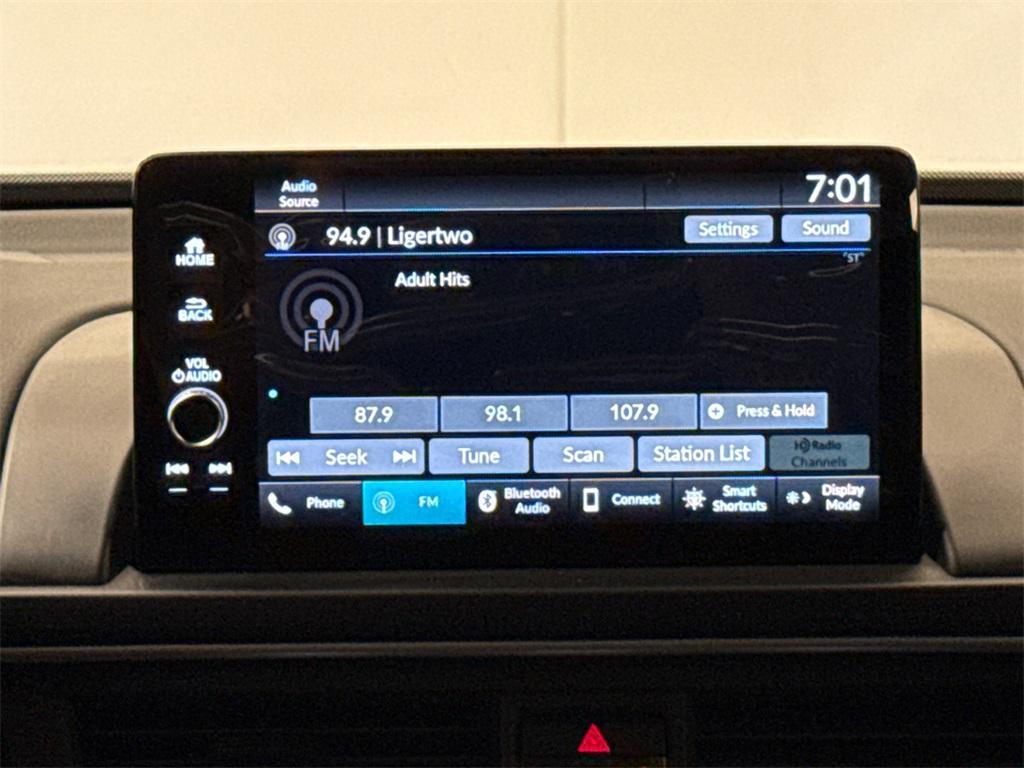 Audio
Source
7:01
94.9 | Ligertwo
Settings
Sound
"ST"
Adult Hits
FM
HOME
BACK
VOL
AUDIO
87.9
98.1
107.9
Press & Hold
Seek
Tune
Scan
Station List
HD Radio
Channels
Phone
FM
Bluetooth
Audio
Connect
Smart
Shortcuts
Display
Mode